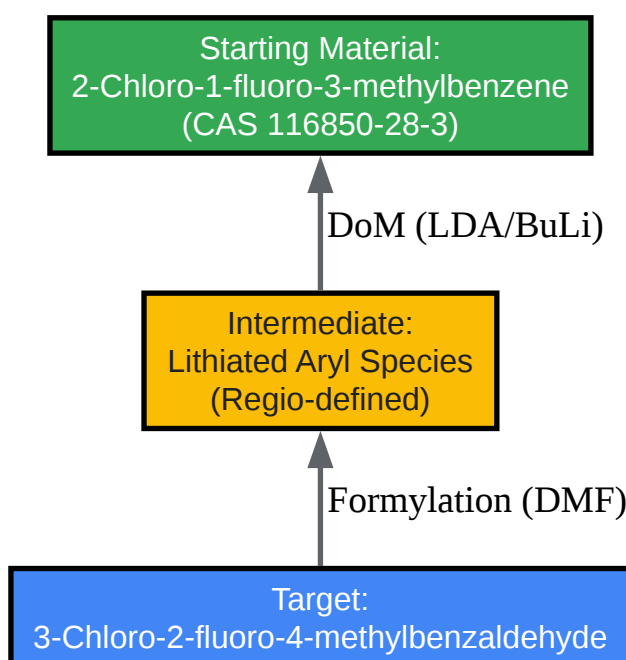 Starting Material:
2-Chloro-1-fluoro-3-methylbenzene
(CAS 116850-28-3)
DoM (LDA/BuLi)
Intermediate:
Lithiated Aryl Species
(Regio-defined)
Formylation (DMF)
Target:
3-Chloro-2-fluoro-4-methylbenzaldehyde